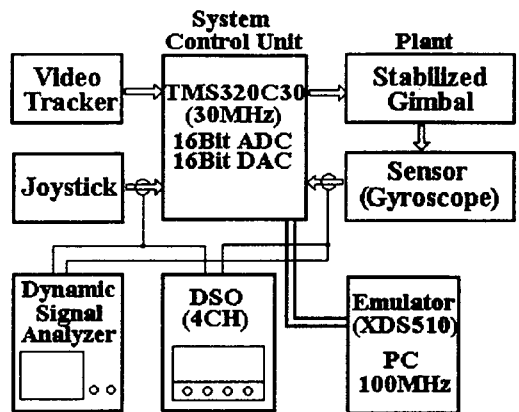 System
Control Unit
Plant
Video
Tracker
TMS320C30
(30MHz)
16Bit ADC
16Bit DAC
Stabilized
Gimbal
Joystick
Sensor
(Gyroscope)
Dynamic
Signal
Analyzer
DSO
(4CH)
Emulator
(XDS510)
PC
100MHz